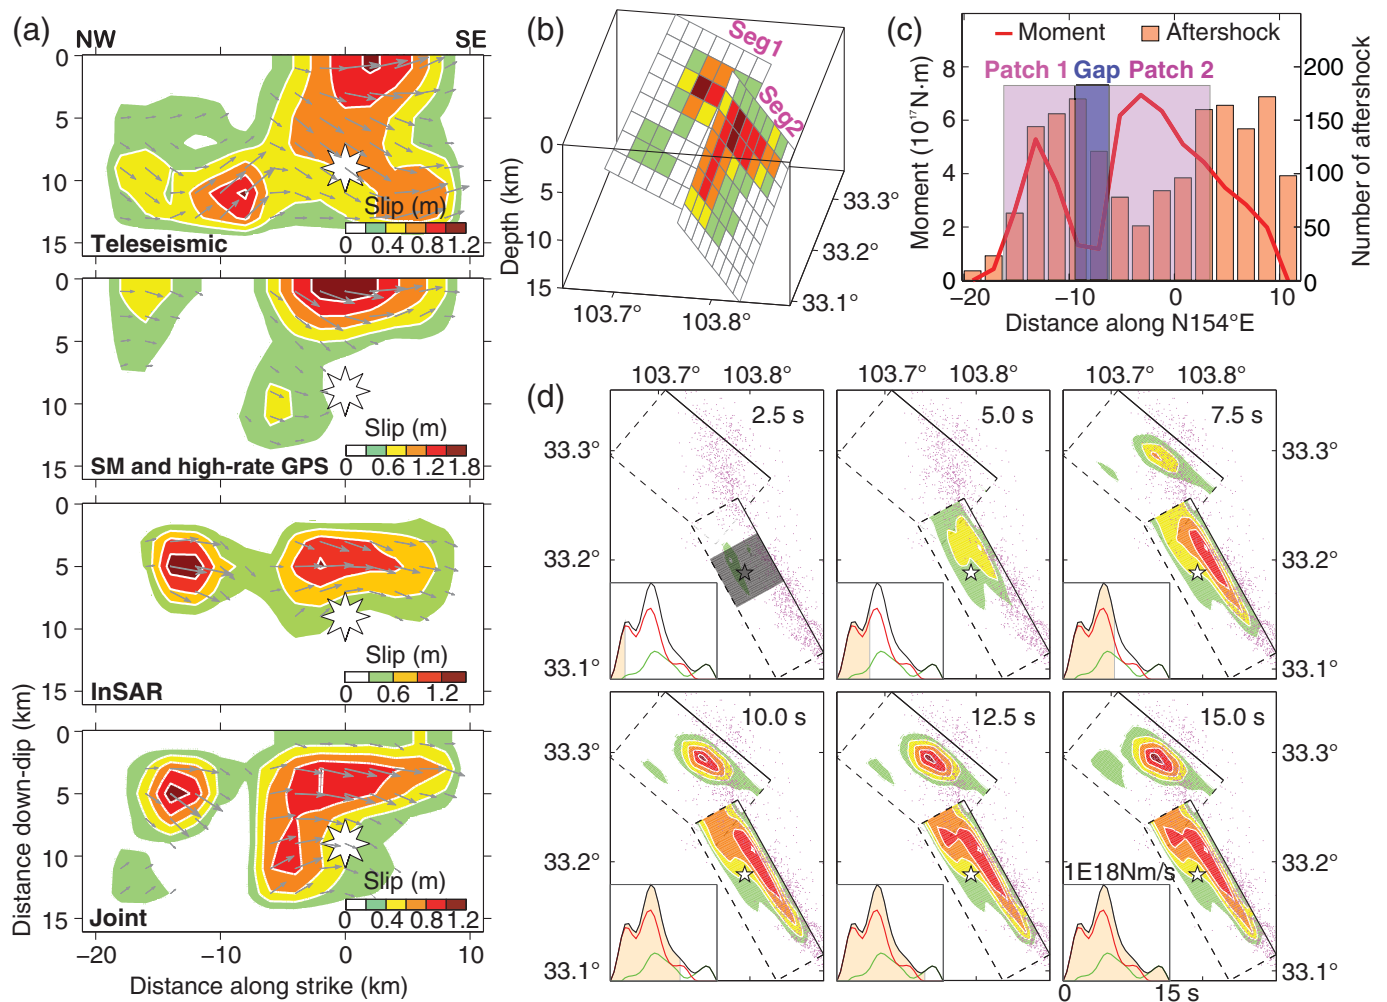 (a)
NW
SE
0
5
10
15
Slip (m)
0 0.4 0.8 1.2
Teleseismic
0
5
10
15
Slip (m)
0 0.6 1.2 1.8
SM and high-rate GPS
0
5
10
15
Slip (m)
0 0.6 1.2
InSAR
0
5
10
15
Slip (m)
0 0.4 0.8 1.2
Joint
Distance down-dip (km)
−20 −10 0 10
Distance along strike (km)
(b)
Seg1
Seg2
0
5
10
15
Depth (km)
103.7° 103.8°
33.3°
33.2°
33.1°
(c)
Moment Aftershock
Patch 1 Gap Patch 2
8
6
4
2
0
Moment (10¹⁷ N·m)
200
150
100
50
0
Number of aftershock
−20 −10 0 10
Distance along N154°E
(d)
103.7° 103.8° 103.7° 103.8° 103.7° 103.8°
2.5 s
5.0 s
7.5 s
33.3° 33.3°
33.2° 33.2°
33.1° 33.1°
10.0 s
12.5 s
15.0 s
33.3° 33.3°
33.2° 33.2°
1E18Nm/s
33.1° 33.1°
0 15 s